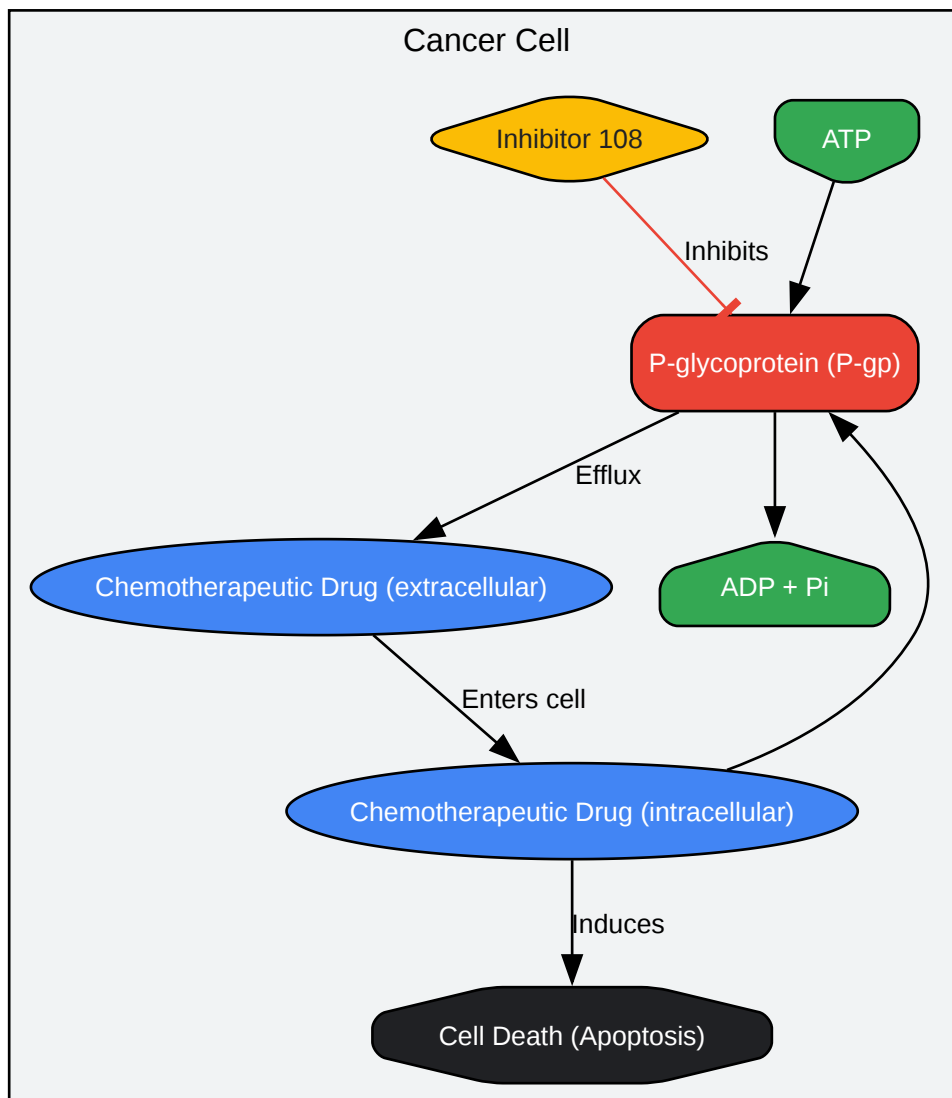 Cancer Cell
Inhibitor 108
ATP
Inhibits
P-glycoprotein (P-gp)
Efflux
Chemotherapeutic Drug (extracellular)
ADP + Pi
Enters cell
Chemotherapeutic Drug (intracellular)
Induces
Cell Death (Apoptosis)